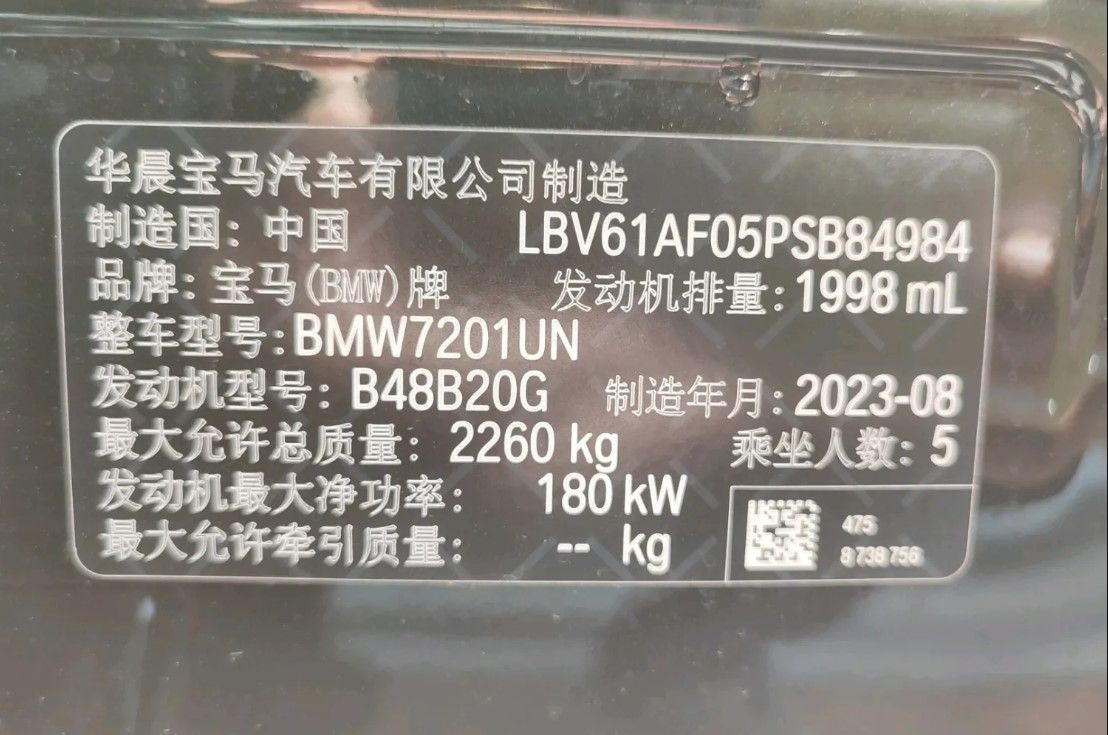 华晨宝马汽车有限公司制造
制造国：中国 LBV61AF05PSB84984
品牌：宝马(BMW)牌 发动机排量：1998 mL
整车型号：BMW7201UN
发动机型号：B48B20G 制造年月：2023-08
最大允许总质量：2260 kg 乘坐人数：5
发动机最大净功率：180 kW
最大允许牵引质量：-- kg
475
8 738 756